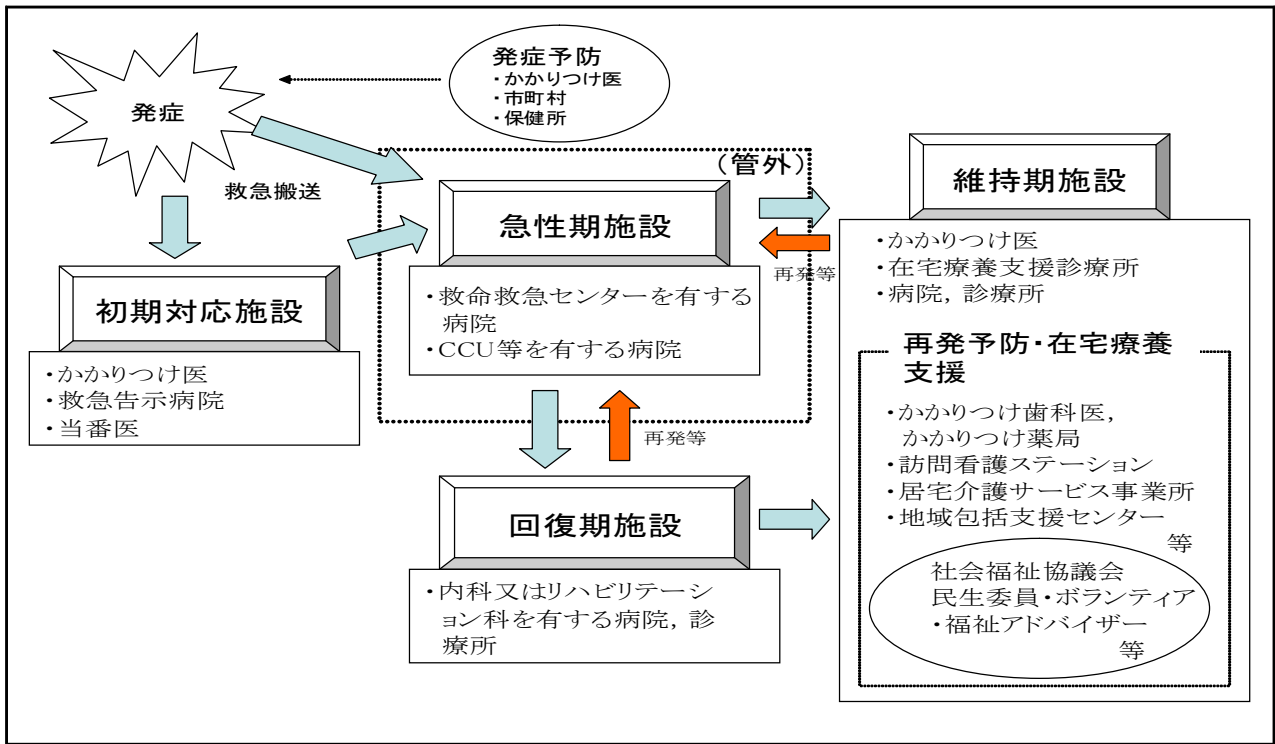 発症予防
・かかりつけ医
・市町村
・保健所
発症
救急搬送
(管外)
急性期施設
・救命救急センターを有する
病院
・CCU等を有する病院
初期対応施設
・かかりつけ医
・救急告示病院
・当番医
再発等
再発等
回復期施設
・内科又はリハビリテーシ
ョン科を有する病院, 診
療所
維持期施設
・かかりつけ医
・在宅療養支援診療所
・病院, 診療所
再発予防・在宅療養
支援
・かかりつけ歯科医,
かかりつけ薬局
・訪問看護ステーション
・居宅介護サービス事業所
・地域包括支援センター
等
社会福祉協議会
民生委員・ボランティア
・福祉アドバイザー
等